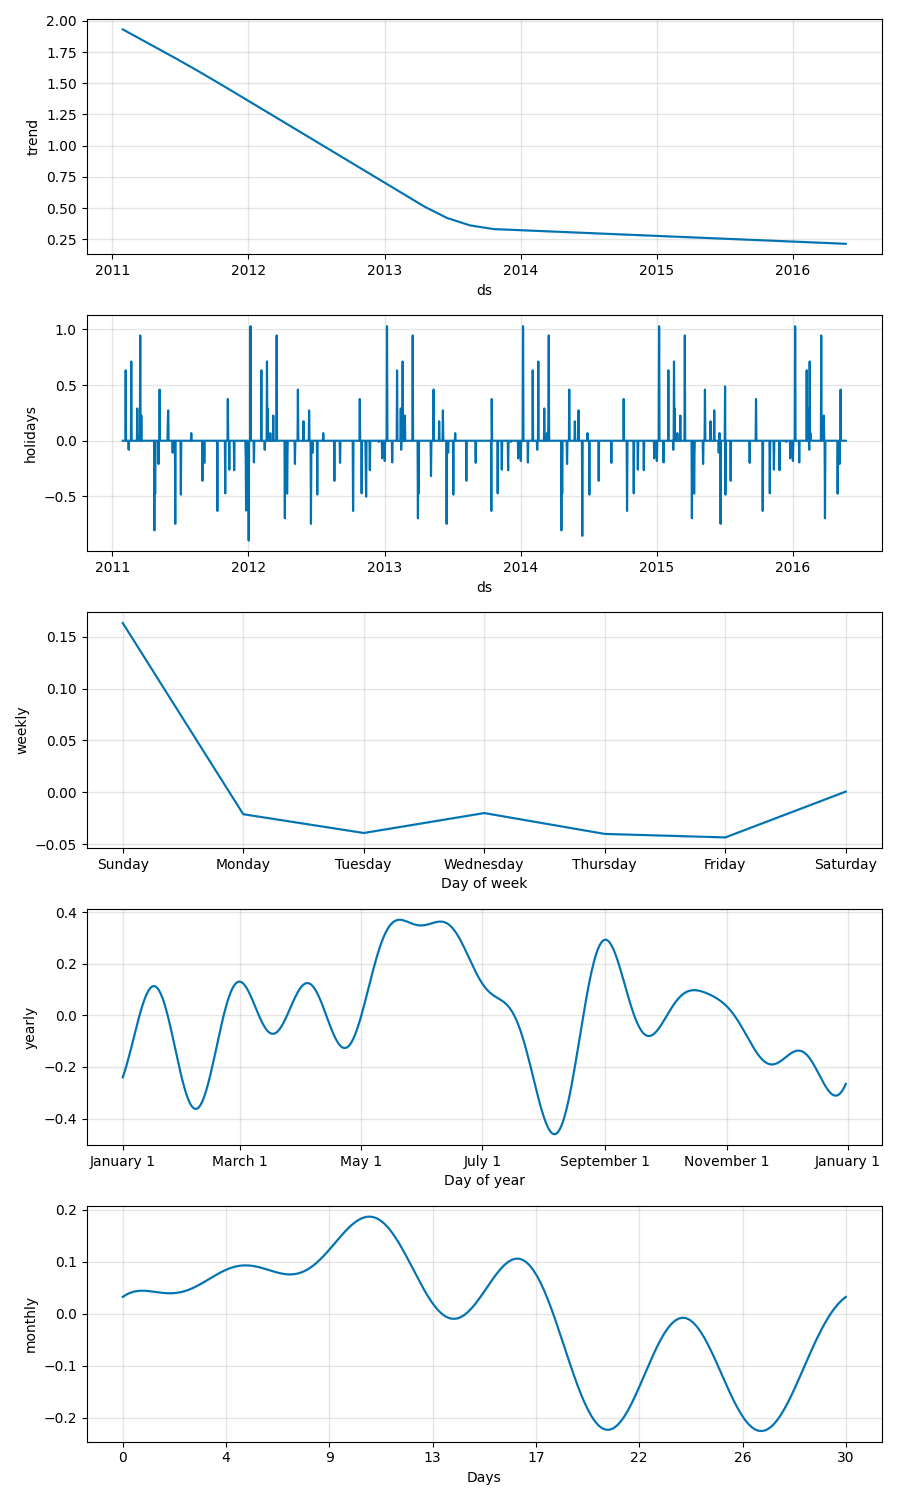 2.00
1.75
1.50
1.25
1.00
0.75
0.50
0.25
trend
2011 2012 2013 2014 2015 2016
ds
1.0
0.5
0.0
−0.5
holidays
2011 2012 2013 2014 2015 2016
ds
0.15
0.10
0.05
0.00
−0.05
weekly
Sunday Monday Tuesday Wednesday Thursday Friday Saturday
Day of week
0.4
0.2
0.0
−0.2
−0.4
yearly
January 1 March 1 May 1 July 1 September 1 November 1 January 1
Day of year
0.2
0.1
0.0
−0.1
−0.2
monthly
0 4 9 13 17 22 26 30
Days